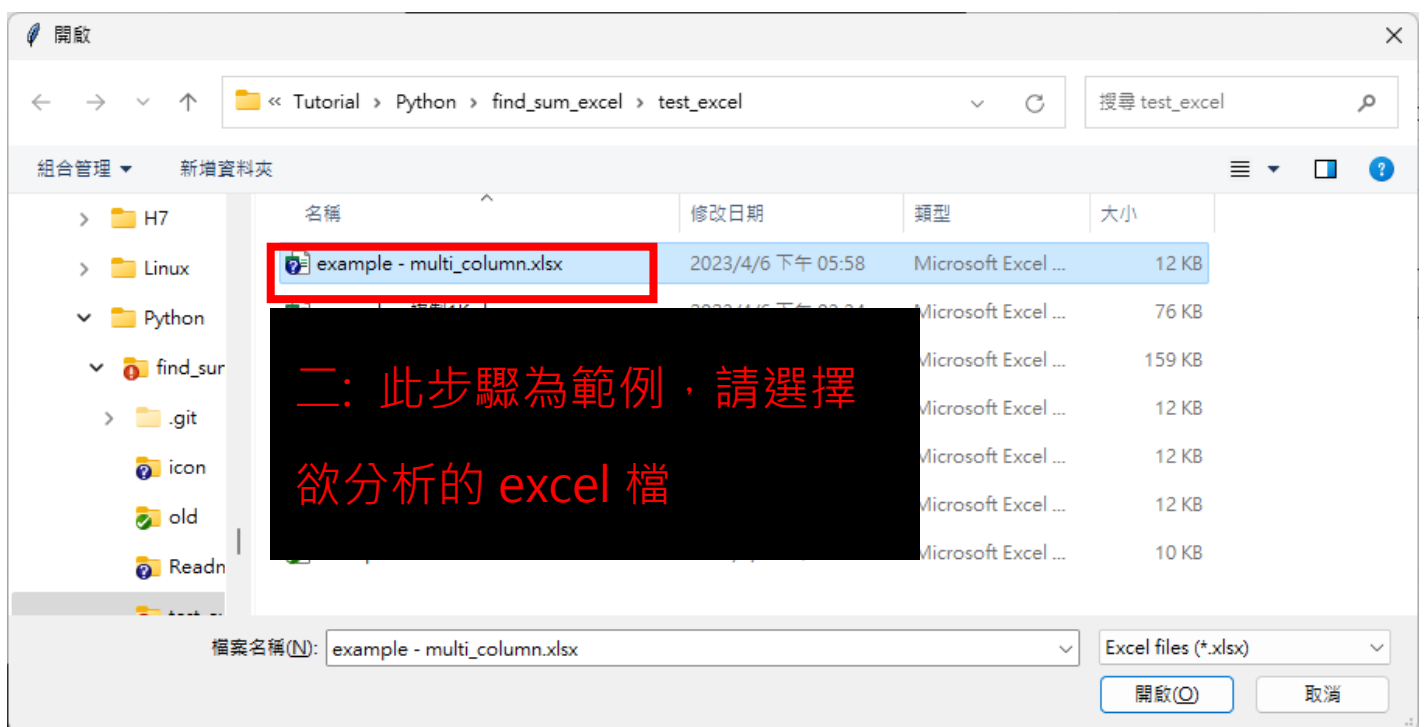 開啟
« Tutorial › Python › find_sum_excel › test_excel
搜尋 test_excel
組合管理
新增資料夾
名稱 修改日期 類型 大小
H7
Linux
Python
find_sur
.git
icon
old
Readn
example - multi_column.xlsx 2023/4/6 下午 05:58 Microsoft Excel ... 12 KB
Microsoft Excel ... 76 KB
Microsoft Excel ... 159 KB
Microsoft Excel ... 12 KB
Microsoft Excel ... 12 KB
Microsoft Excel ... 12 KB
Microsoft Excel ... 10 KB
二: 此步驟為範例，請選擇
欲分析的 excel 檔
檔案名稱(N): example - multi_column.xlsx
Excel files (*.xlsx)
開啟(O) 取消